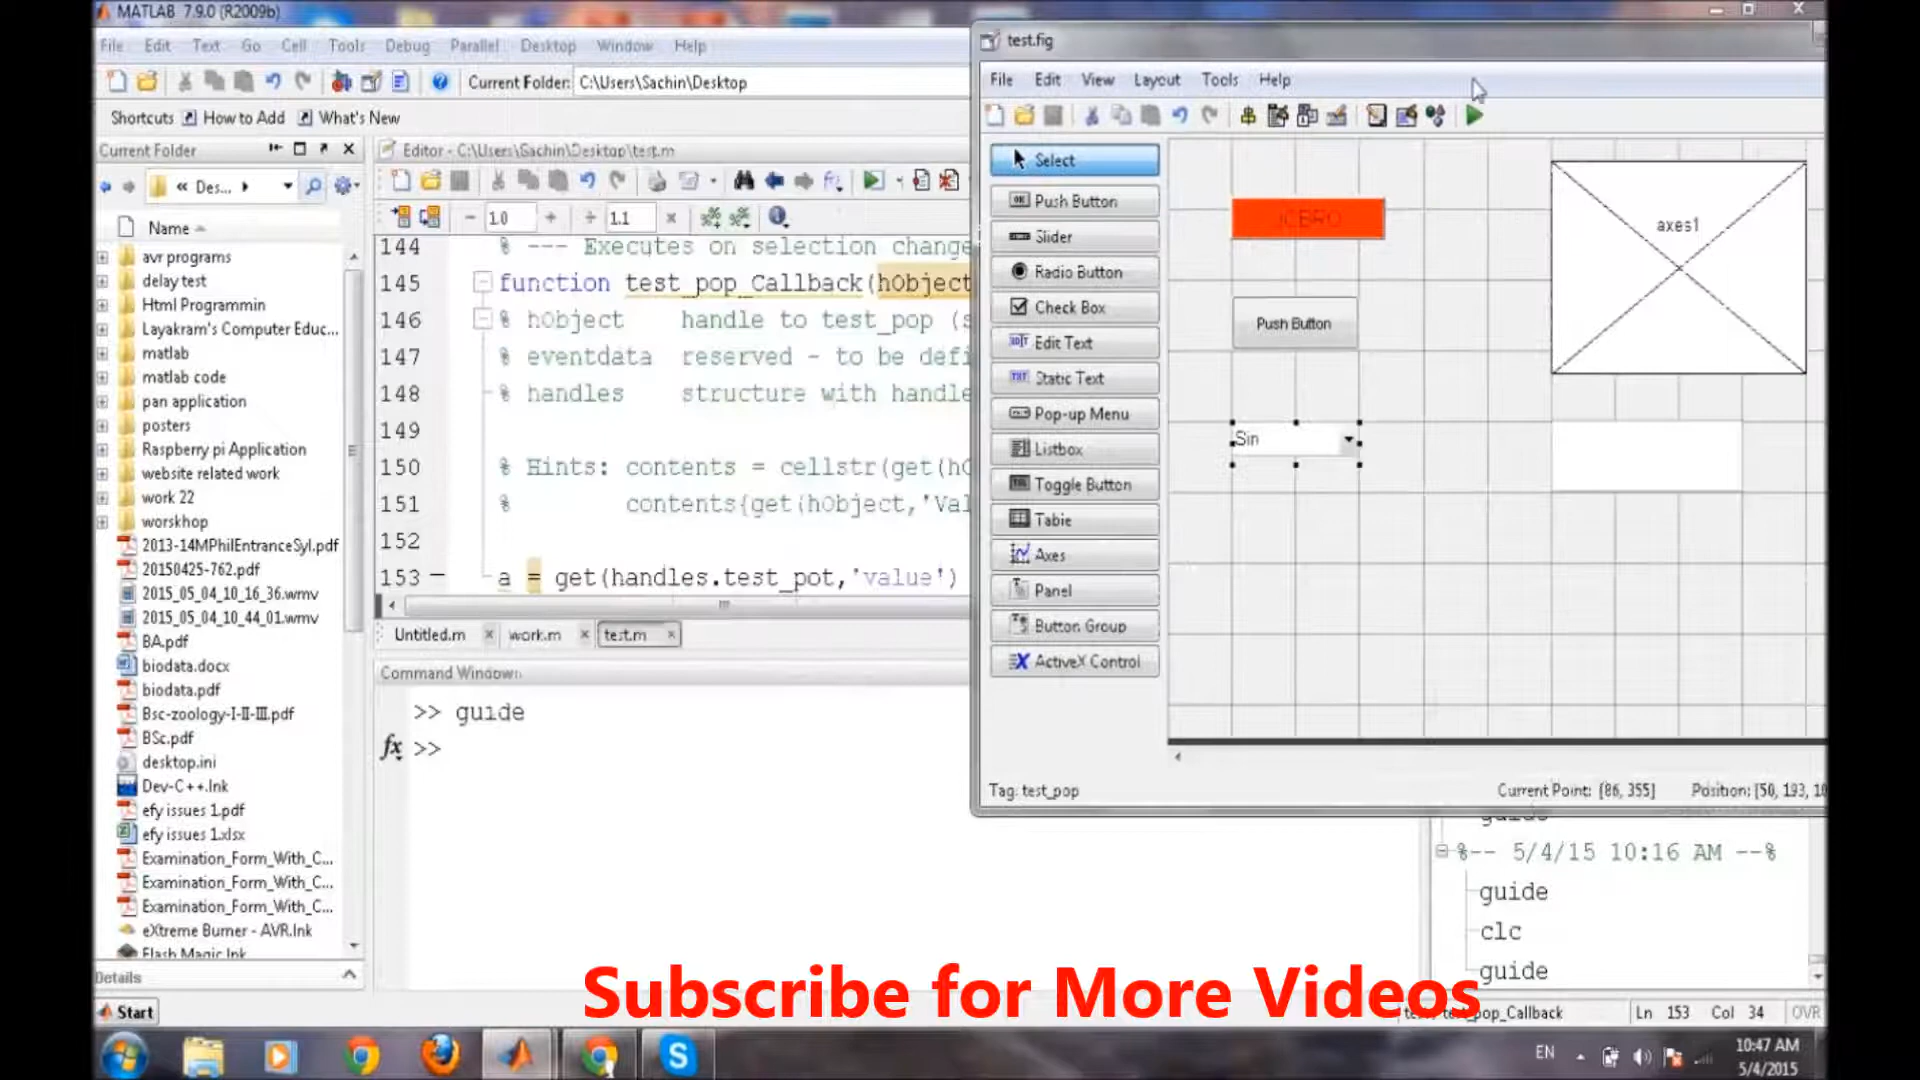 MATLAB 7.9.0 (R2009b)
File Edit Text Go Cell Tools Debug Parallel Desktop Window Help
Current Folder: C:\Users\Sachin\Desktop
Shortcuts How to Add What's New
Current Folder
« Des...
Name
avr programs
delay test
Html Programmin
Layakram's Computer Educ...
matlab
matlab code
pan application
posters
Raspberry pi Application
website related work
work 22
worskhop
2013-14MPhilEntranceSyl.pdf
20150425-762.pdf
2015_05_04_10_16_36.wmv
2015_05_04_10_44_01.wmv
BA.pdf
biodata.docx
biodata.pdf
Bsc-zoology-I-II-III.pdf
BSc.pdf
desktop.ini
Dev-C++.lnk
efy issues 1.pdf
efy issues 1.xlsx
Examination_Form_With_C...
Examination_Form_With_C...
Examination_Form_With_C...
eXtreme Burner - AVR.lnk
Flash Magic.lnk
Details
Start
Editor - C:\Users\Sachin\Desktop\test.m
- 1.0 + ÷ 1.1 ×
144 % --- Executes on selection change
145 function test_pop_Callback(hObject
146 % hObject handle to test_pop (s
147 % eventdata reserved - to be defi
148 % handles structure with handle
149
150 % Hints: contents = cellstr(get(hO
151 % contents{get(hObject,'Val
152
153 a = get(handles.test_pot,'value')
Untitled.m × work.m × test.m ×
Command Window
>> guide
fx >>
test.fig
File Edit View Layout Tools Help
Select
Push Button
Slider
Radio Button
Check Box
Edit Text
Static Text
Pop-up Menu
Listbox
Toggle Button
Table
Axes
Panel
Button Group
ActiveX Control
axes1
Push Button
Sin
Tag: test_pop
Current Point: [86, 355]
Position: [50, 193, 10
guide
%-- 5/4/15 10:16 AM --%
guide
clc
guide
Subscribe for More Videos
test_pop_Callback
Ln 153 Col 34 OVR
EN
10:47 AM
5/4/2015